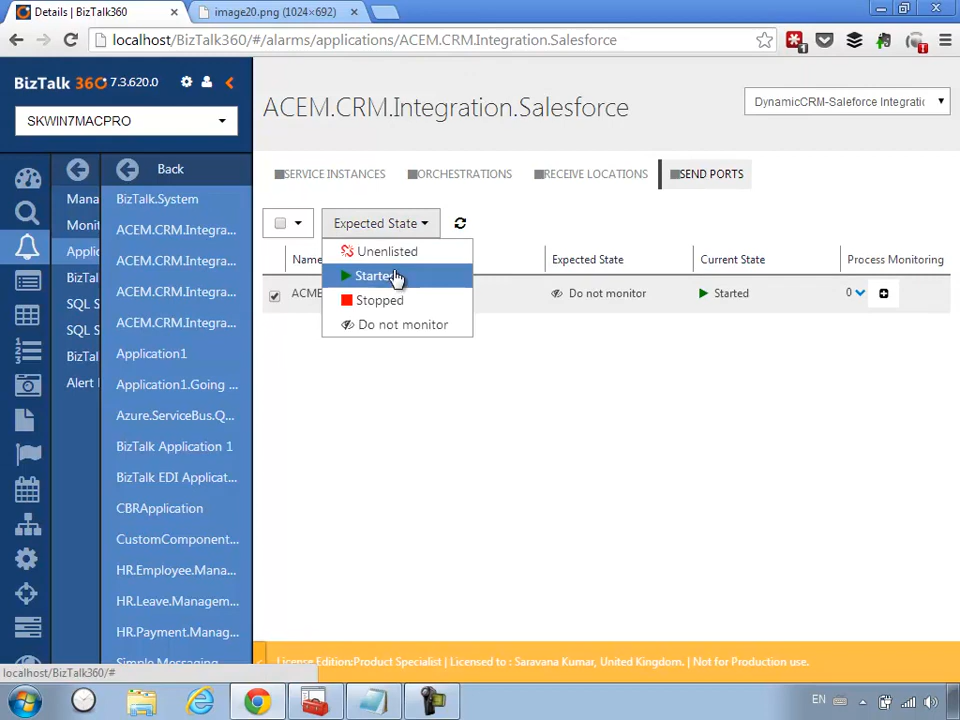 Details | BizTalk360
image20.png (1024×692)
localhost/BizTalk360/#/alarms/applications/ACEM.CRM.Integration.Salesforce
BizTalk 360 7.3.620.0
SKWIN7MACPRO
ACEM.CRM.Integration.Salesforce
DynamicCRM-Saleforce Integratic
Back
SERVICE INSTANCES
ORCHESTRATIONS
RECEIVE LOCATIONS
SEND PORTS
Mana
Monit
Applic
BizTal
SQL S
SQL S
BizTa
Alert
BizTalk.System
ACEM.CRM.Integra...
ACEM.CRM.Integra...
ACEM.CRM.Integra...
ACEM.CRM.Integra...
Application1
Application1.Going ...
Azure.ServiceBus.Q...
BizTalk Application 1
BizTalk EDI Applicat...
CBRApplication
CustomComponent...
HR.Employee.Mana...
HR.Leave.Managem...
HR.Payment.Manag...
Simple Messaging
Expected State
Unenlisted
Started
Stopped
Do not monitor
Name
Expected State
Current State
Process Monitoring
ACME
Do not monitor
Started
0
License Edition:Product Specialist | Licensed to : Saravana Kumar, United Kingdom. | Not for Production use.
localhost/BizTalk360/#
EN